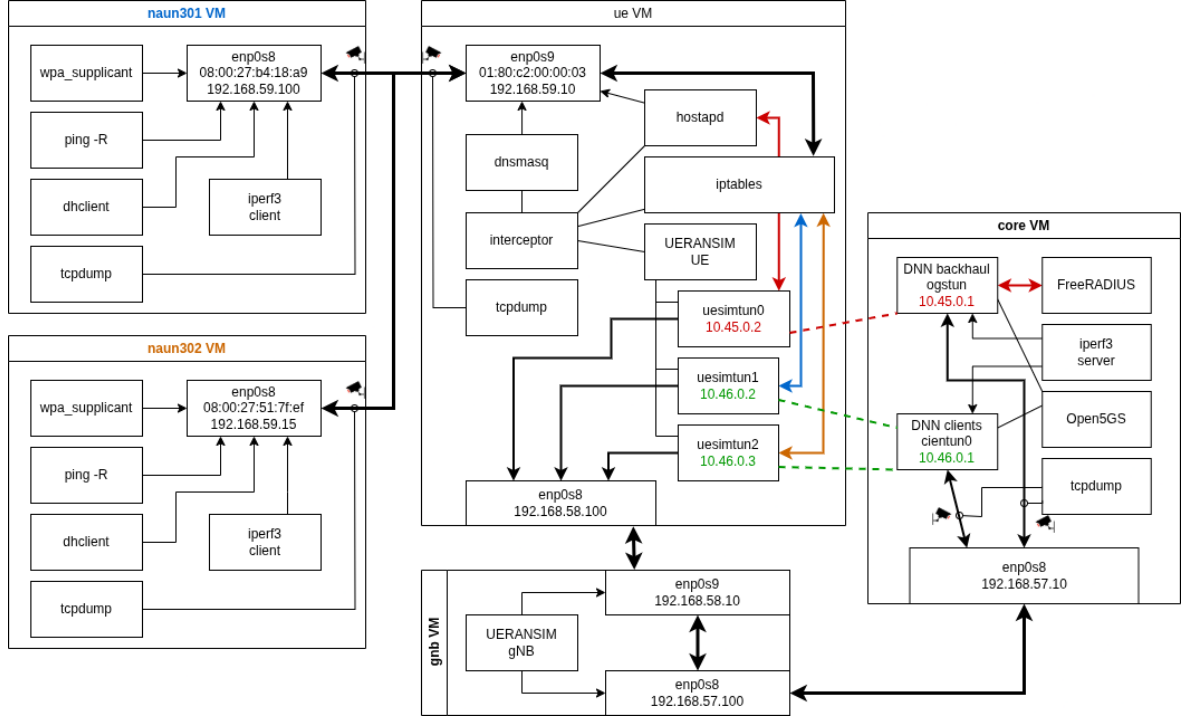 naun301 VM
wpa_supplicant
enp0s8
08:00:27:b4:18:a9
192.168.59.100
ping -R
dhclient
iperf3
client
tcpdump
naun302 VM
wpa_supplicant
enp0s8
08:00:27:51:7f:ef
192.168.59.15
ping -R
dhclient
iperf3
client
tcpdump
ue VM
enp0s9
01:80:c2:00:00:03
192.168.59.10
hostapd
dnsmasq
iptables
interceptor
UERANSIM
UE
tcpdump
uesimtun0
10.45.0.2
uesimtun1
10.46.0.2
uesimtun2
10.46.0.3
enp0s8
192.168.58.100
gnb VM
enp0s9
192.168.58.10
UERANSIM
gNB
enp0s8
192.168.57.100
core VM
DNN backhaul
ogstun
10.45.0.1
FreeRADIUS
iperf3
server
Open5GS
DNN clients
cientun0
10.46.0.1
tcpdump
enp0s8
192.168.57.10